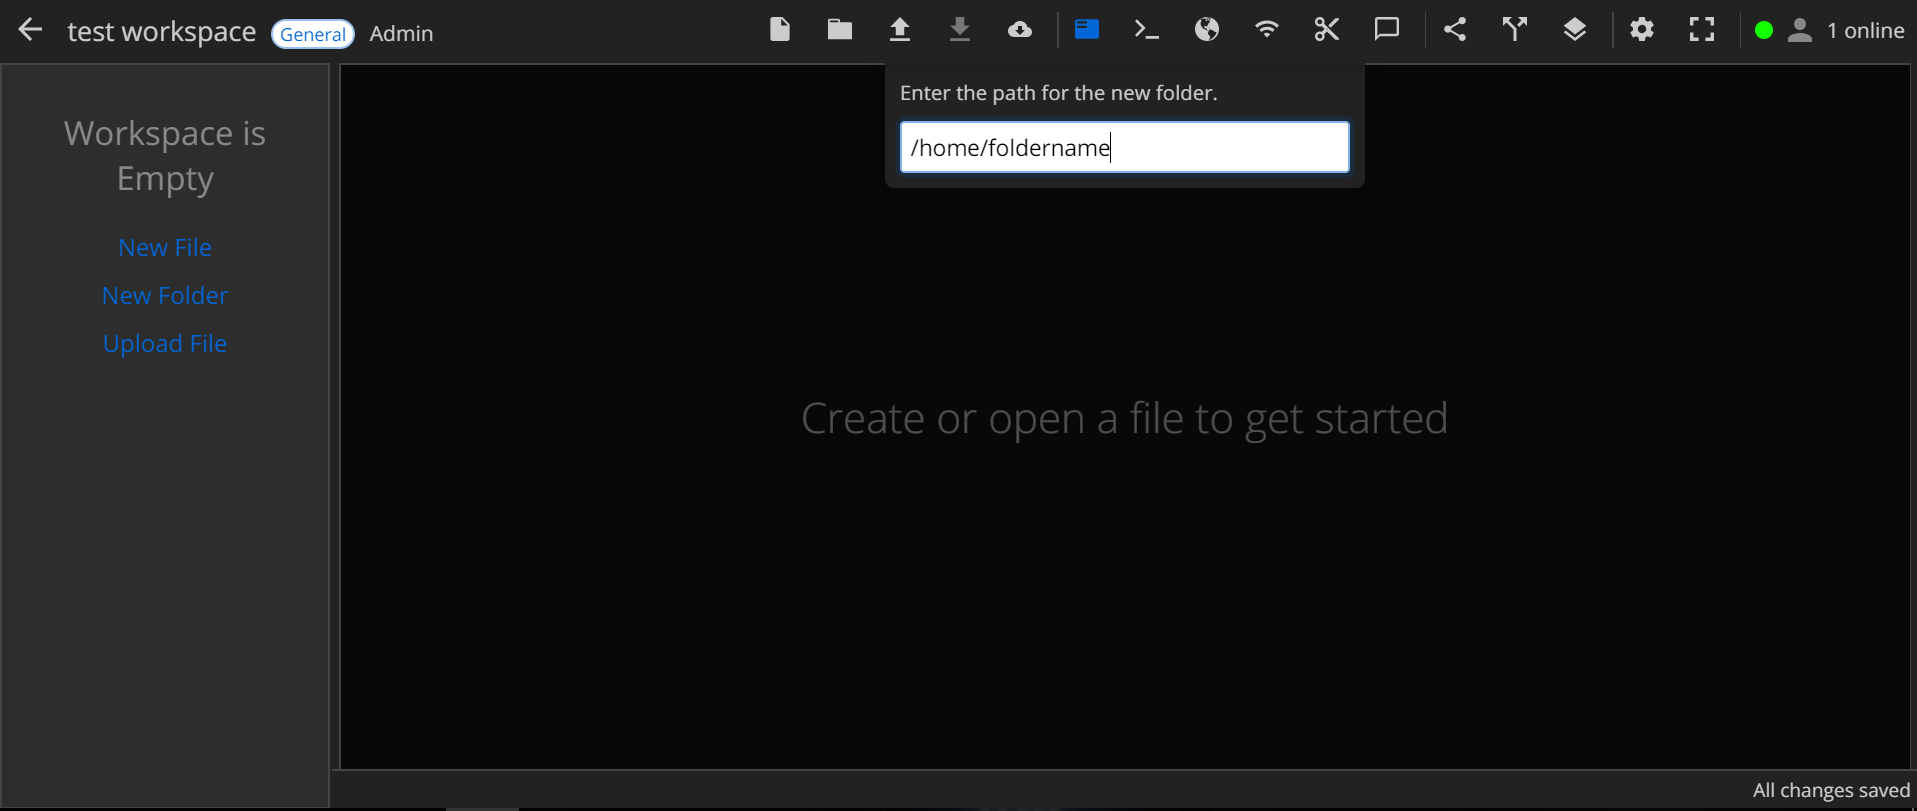 test workspace General Admin
1 online
Enter the path for the new folder.
/home/foldername
Workspace is
Empty
New File
New Folder
Upload File
Create or open a file to get started
All changes saved